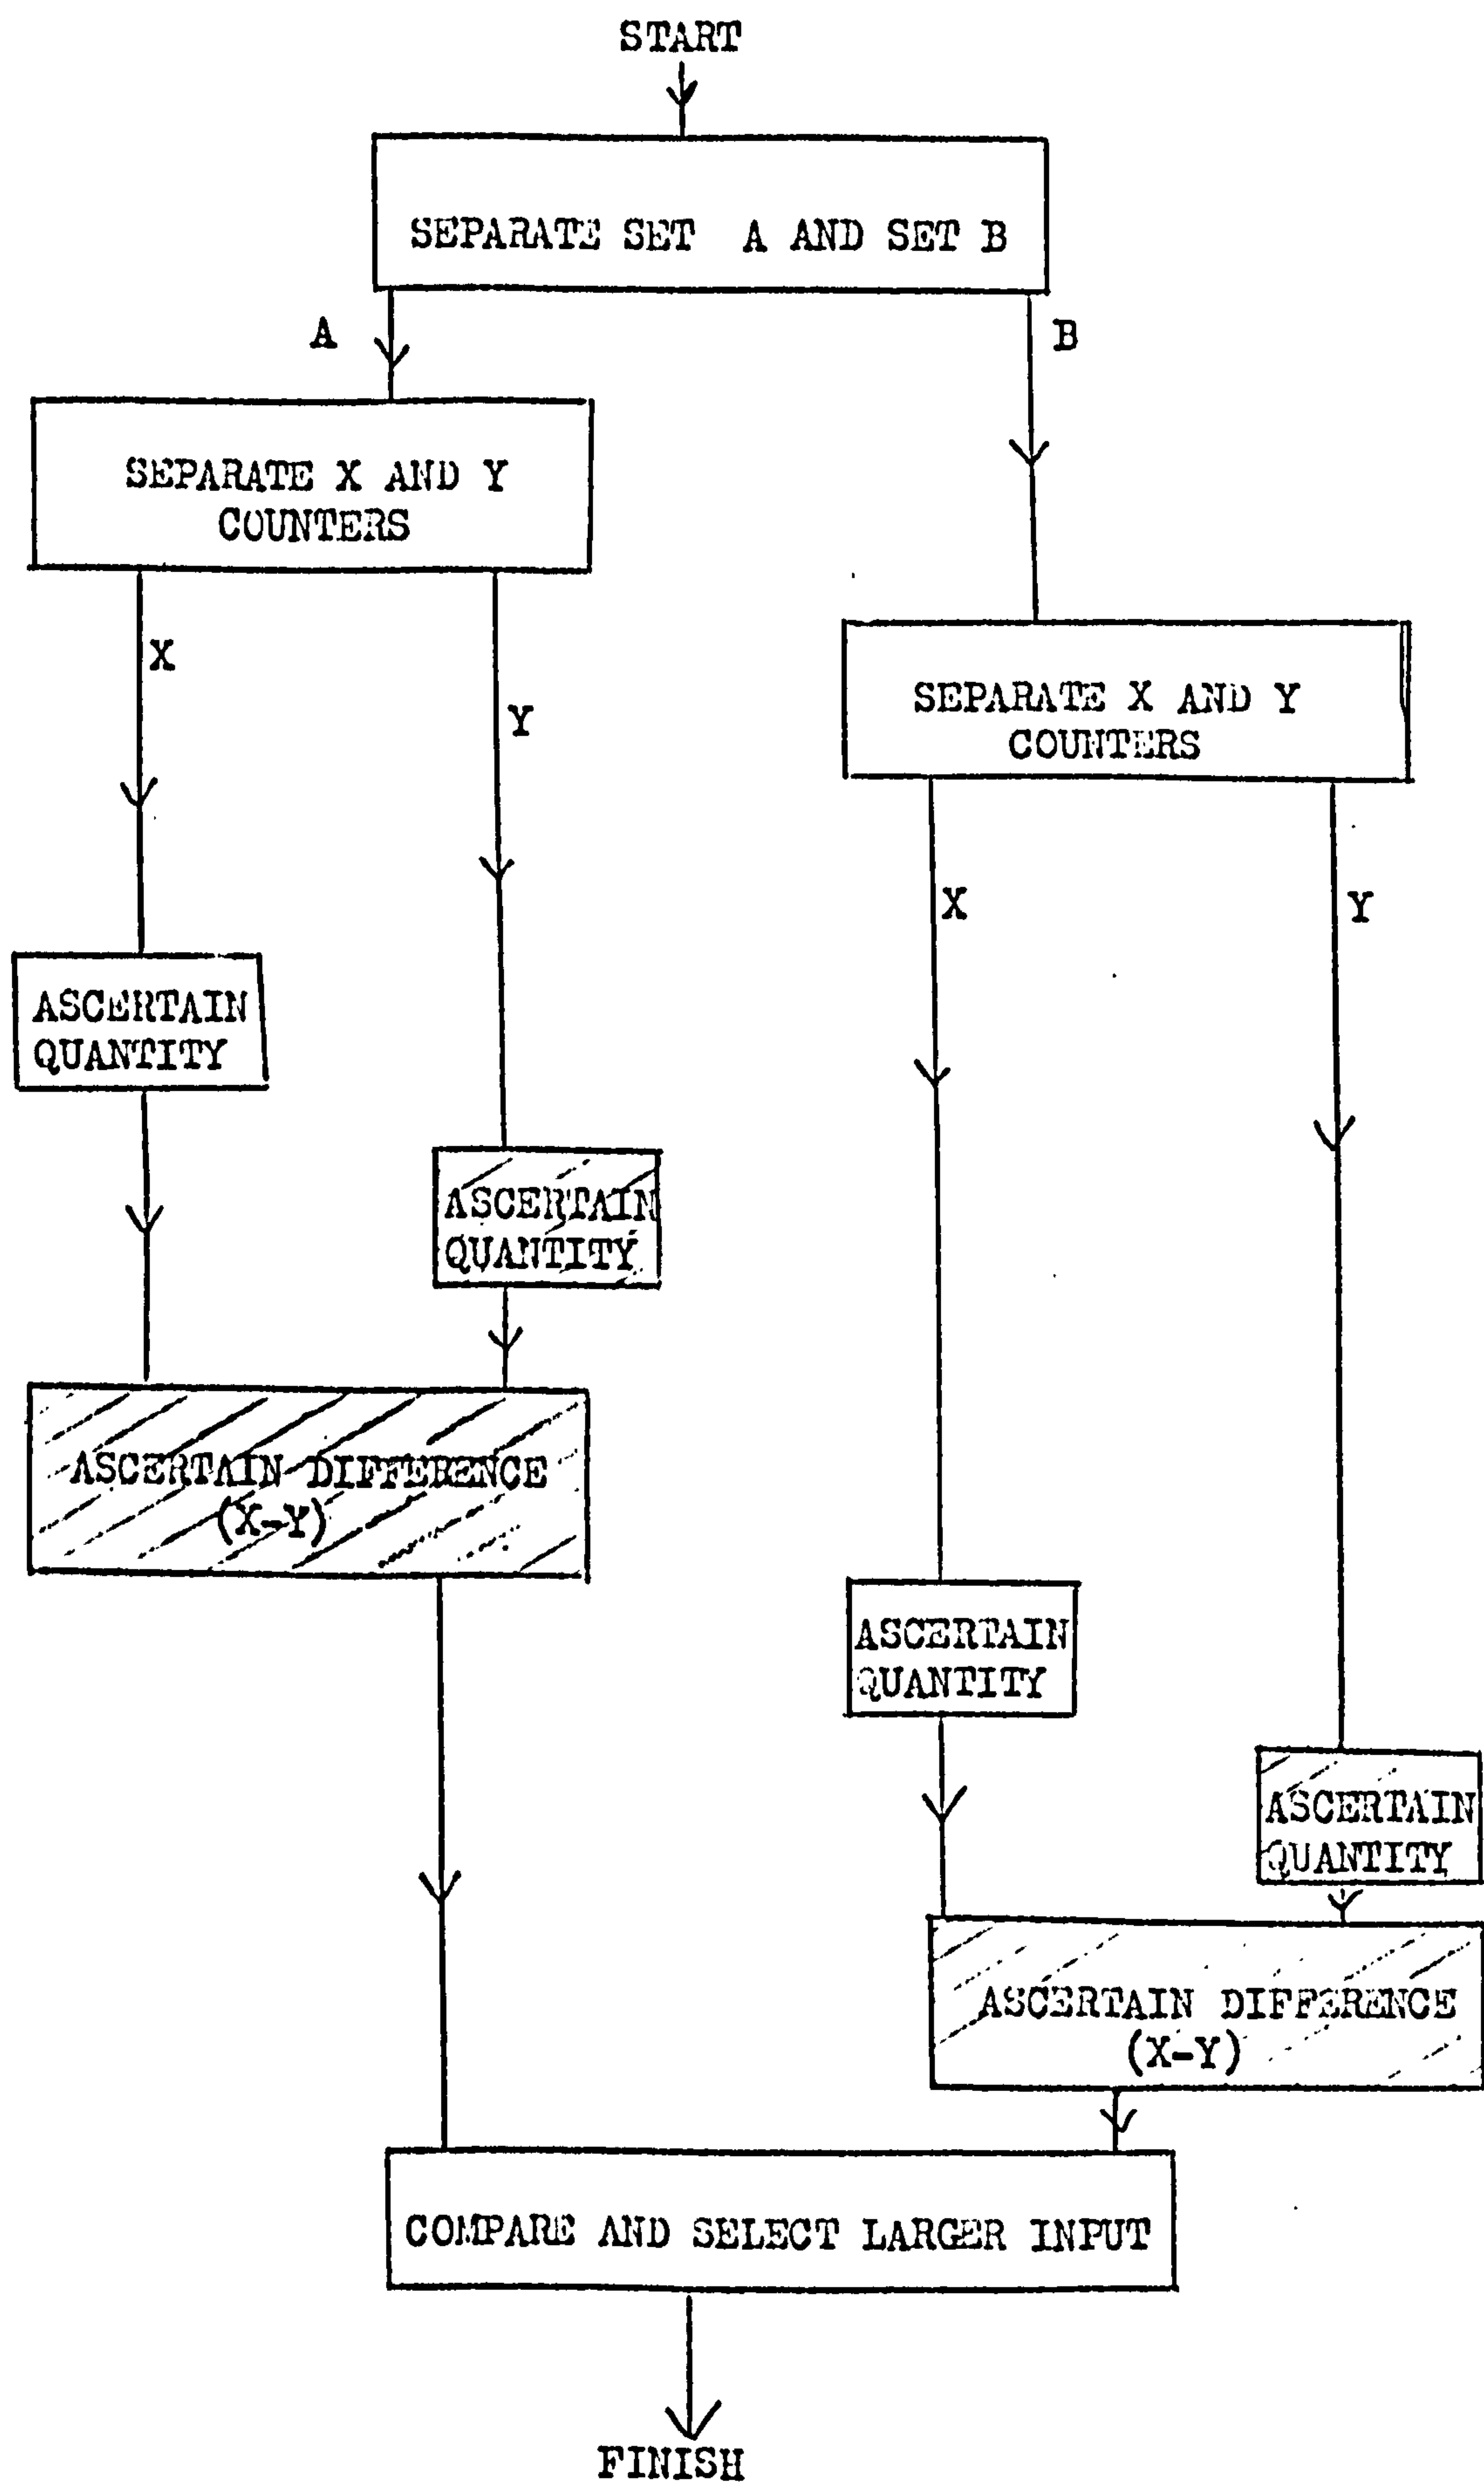 START
SEPARATE SET A AND SET B
A
B
SEPARATE X AND Y
COUNTERS
X
Y
SEPARATE X AND Y
COUNTERS
X
Y
ASCERTAIN
QUANTITY
ASCERTAIN
QUANTITY
ASCERTAIN DIFFERENCE
(X-Y)
ASCERTAIN
QUANTITY
ASCERTAIN
QUANTITY
ASCERTAIN DIFFERENCE
(X-Y)
COMPARE AND SELECT LARGER INPUT
FINISH